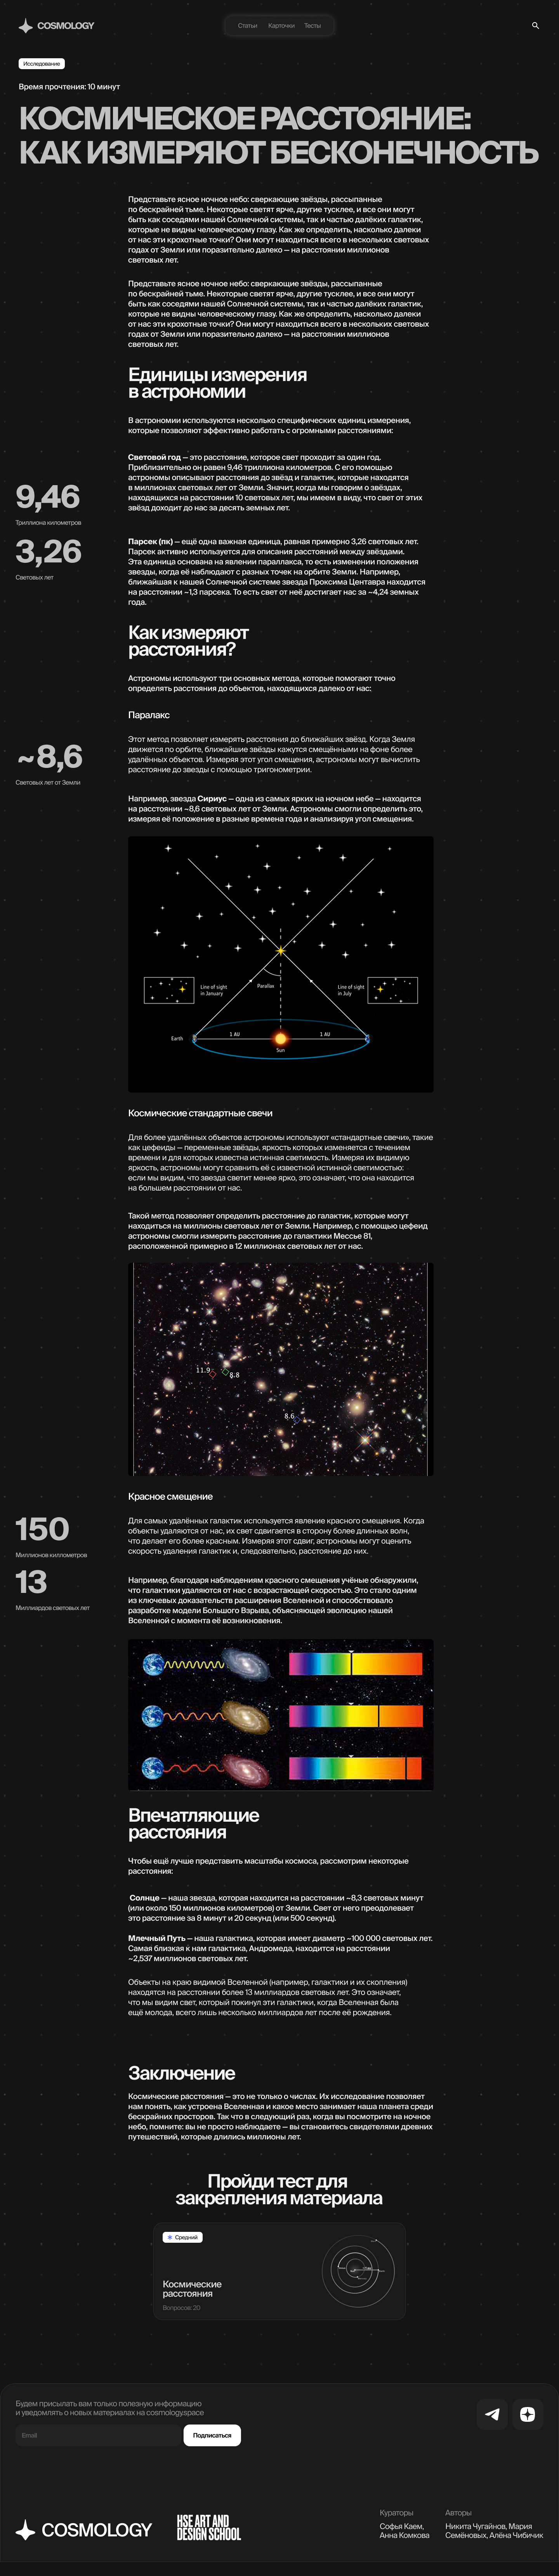 COSMOLOGY
Статьи
Карточки
Тесты
Исследование
Время прочтения: 10 минут
КОСМИЧЕСКОЕ РАССТОЯНИЕ:
КАК ИЗМЕРЯЮТ БЕСКОНЕЧНОСТЬ
Представьте ясное ночное небо: сверкающие звёзды, рассыпанные
по бескрайней тьме. Некоторые светят ярче, другие тусклее, и все они могут
быть как соседями нашей Солнечной системы, так и частью далёких галактик,
которые не видны человеческому глазу. Как же определить, насколько далеки
от нас эти крохотные точки? Они могут находиться всего в нескольких световых
годах от Земли или поразительно далеко — на расстоянии миллионов
световых лет.
Представьте ясное ночное небо: сверкающие звёзды, рассыпанные
по бескрайней тьме. Некоторые светят ярче, другие тусклее, и все они могут
быть как соседями нашей Солнечной системы, так и частью далёких галактик,
которые не видны человеческому глазу. Как же определить, насколько далеки
от нас эти крохотные точки? Они могут находиться всего в нескольких световых
годах от Земли или поразительно далеко — на расстоянии миллионов
световых лет.
Единицы измерения
в астрономии
В астрономии используются несколько специфических единиц измерения,
которые позволяют эффективно работать с огромными расстояниями:
Световой год — это расстояние, которое свет проходит за один год.
Приблизительно он равен 9,46 триллиона километров. С его помощью
астрономы описывают расстояния до звёзд и галактик, которые находятся
в миллионах световых лет от Земли. Значит, когда мы говорим о звёздах,
находящихся на расстоянии 10 световых лет, мы имеем в виду, что свет от этих
звёзд доходит до нас за десять земных лет.
9,46
Триллиона километров
3,26
Световых лет
Парсек (пк) — ещё одна важная единица, равная примерно 3,26 световых лет.
Парсек активно используется для описания расстояний между звёздами.
Эта единица основана на явлении параллакса, то есть изменении положения
звезды, когда её наблюдают с разных точек на орбите Земли. Например,
ближайшая к нашей Солнечной системе звезда Проксима Центавра находится
на расстоянии ~1,3 парсека. То есть свет от неё достигает нас за ~4,24 земных
года.
Как измеряют
расстояния?
Астрономы используют три основных метода, которые помогают точно
определять расстояния до объектов, находящихся далеко от нас:
Паралакс
Этот метод позволяет измерять расстояния до ближайших звёзд. Когда Земля
движется по орбите, ближайшие звёзды кажутся смещёнными на фоне более
удалённых объектов. Измеряя этот угол смещения, астрономы могут вычислить
расстояние до звезды с помощью тригонометрии.
~8,6
Световых лет от Земли
Например, звезда Сириус — одна из самых ярких на ночном небе — находится
на расстоянии ~8,6 световых лет от Земли. Астрономы смогли определить это,
измеряя её положение в разные времена года и анализируя угол смещения.
Parallax
Line of sight
in January
Line of sight
in July
Earth
1 AU
1 AU
Sun
Космические стандартные свечи
Для более удалённых объектов астрономы используют «стандартные свечи», такие
как цефеиды — переменные звёзды, яркость которых изменяется с течением
времени и для которых известна истинная светимость. Измеряя их видимую
яркость, астрономы могут сравнить её с известной истинной светимостью:
если мы видим, что звезда светит менее ярко, это означает, что она находится
на большем расстоянии от нас.
Такой метод позволяет определить расстояние до галактик, которые могут
находиться на миллионы световых лет от Земли. Например, с помощью цефеид
астрономы смогли измерить расстояние до галактики Мессье 81,
расположенной примерно в 12 миллионах световых лет от нас.
11.9
8.8
8.6
Красное смещение
Для самых удалённых галактик используется явление красного смещения. Когда
объекты удаляются от нас, их свет сдвигается в сторону более длинных волн,
что делает его более красным. Измеряя этот сдвиг, астрономы могут оценить
скорость удаления галактик и, следовательно, расстояние до них.
150
Миллионов киллометров
13
Миллиардов световых лет
Например, благодаря наблюдениям красного смещения учёные обнаружили,
что галактики удаляются от нас с возрастающей скоростью. Это стало одним
из ключевых доказательств расширения Вселенной и способствовало
разработке модели Большого Взрыва, объясняющей эволюцию нашей
Вселенной с момента её возникновения.
Впечатляющие
расстояния
Чтобы ещё лучше представить масштабы космоса, рассмотрим некоторые
расстояния:
Солнце — наша звезда, которая находится на расстоянии ~8,3 световых минут
(или около 150 миллионов километров) от Земли. Свет от него преодолевает
это расстояние за 8 минут и 20 секунд (или 500 секунд).
Млечный Путь — наша галактика, которая имеет диаметр ~100 000 световых лет.
Самая близкая к нам галактика, Андромеда, находится на расстоянии
~2,537 миллионов световых лет.
Объекты на краю видимой Вселенной (например, галактики и их скопления)
находятся на расстоянии более 13 миллиардов световых лет. Это означает,
что мы видим свет, который покинул эти галактики, когда Вселенная была
ещё молода, всего лишь несколько миллиардов лет после её рождения.
Заключение
Космические расстояния — это не только о числах. Их исследование позволяет
нам понять, как устроена Вселенная и какое место занимает наша планета среди
бескрайних просторов. Так что в следующий раз, когда вы посмотрите на ночное
небо, помните: вы не просто наблюдаете — вы становитесь свидетелями древних
путешествий, которые длились миллионы лет.
Пройди тест для
закрепления материала
Средний
Космические
расстояния
Вопросов: 20
Будем присылать вам только полезную информацию
и уведомлять о новых материалах на cosmology.space
Email
Подписаться
COSMOLOGY
HSE ART AND
DESIGN SCHOOL
Кураторы
Софья Каем,
Анна Комкова
Авторы
Никита Чугайнов, Мария
Семёновых, Алёна Чибичик